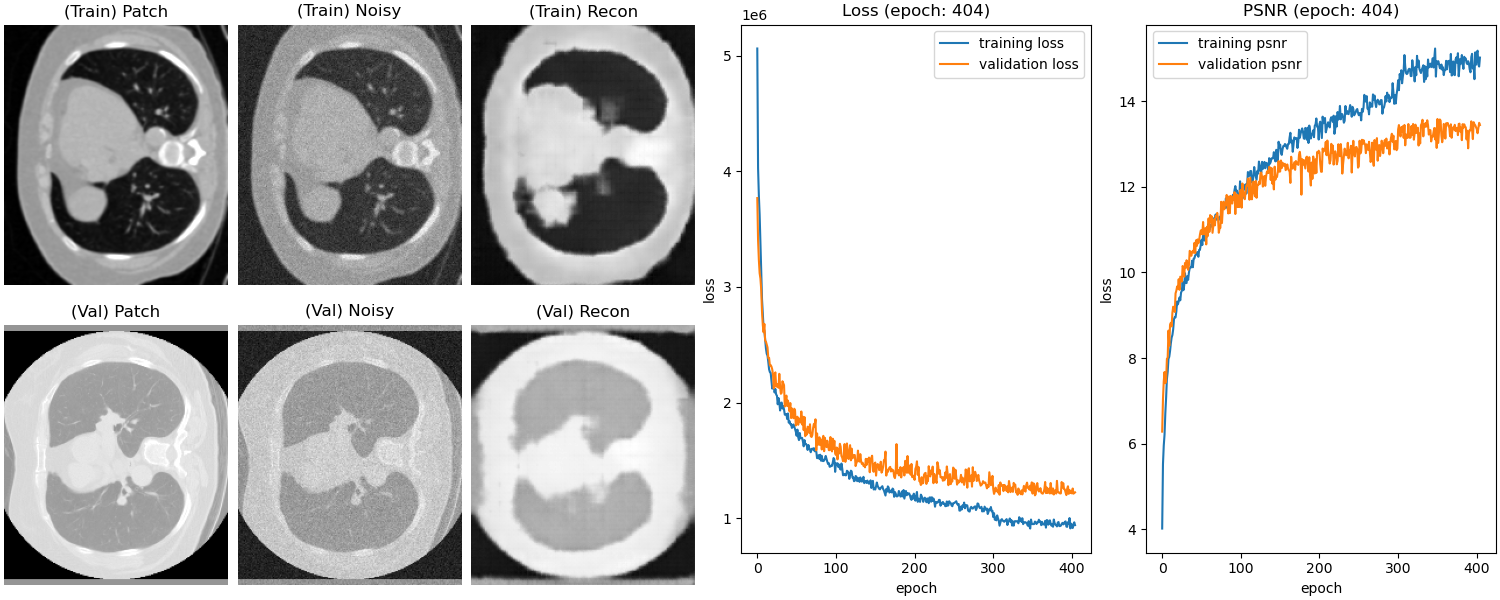 (Train) Patch
(Train) Noisy
(Train) Recon
(Val) Patch
(Val) Noisy
(Val) Recon
Loss (epoch: 404)
1e6
training loss
validation loss
5
4
3
2
1
loss
0
100
200
300
400
epoch
PSNR (epoch: 404)
training psnr
validation psnr
14
12
10
8
6
4
loss
0
100
200
300
400
epoch